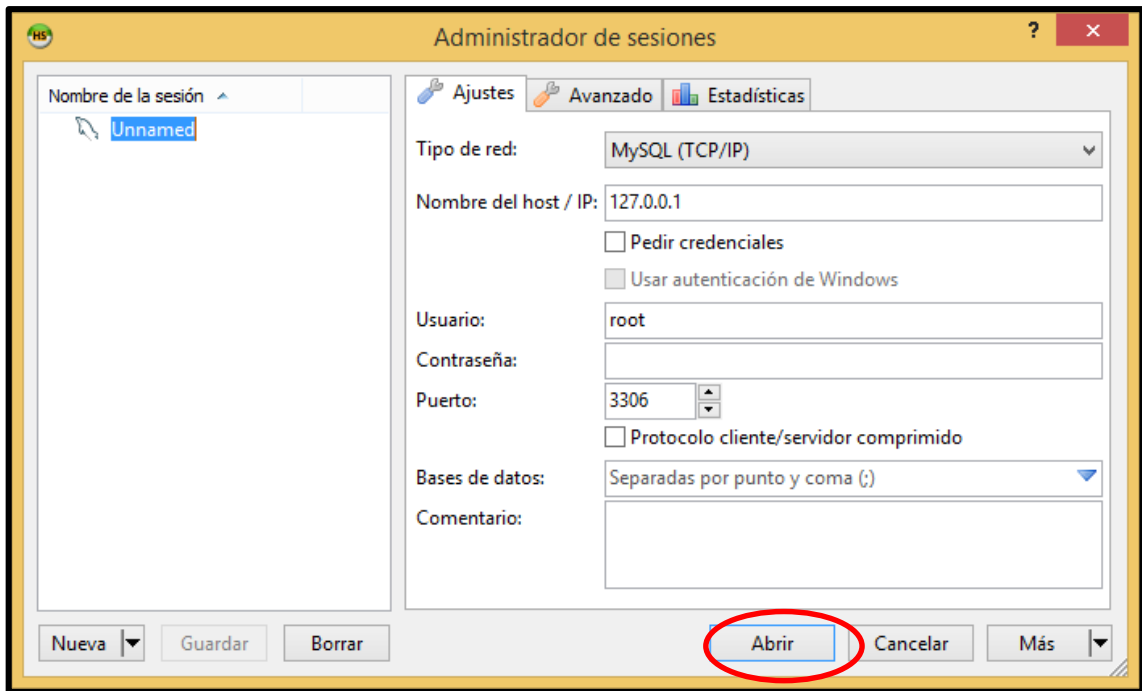 HS
Administrador de sesiones
?
Nombre de la sesión
Unnamed
Ajustes
Avanzado
Estadísticas
Tipo de red:
MySQL (TCP/IP)
Nombre del host / IP:
127.0.0.1
Pedir credenciales
Usar autenticación de Windows
Usuario:
root
Contraseña:
Puerto:
3306
Protocolo cliente/servidor comprimido
Bases de datos:
Separadas por punto y coma (;)
Comentario:
Nueva
Guardar
Borrar
Abrir
Cancelar
Más